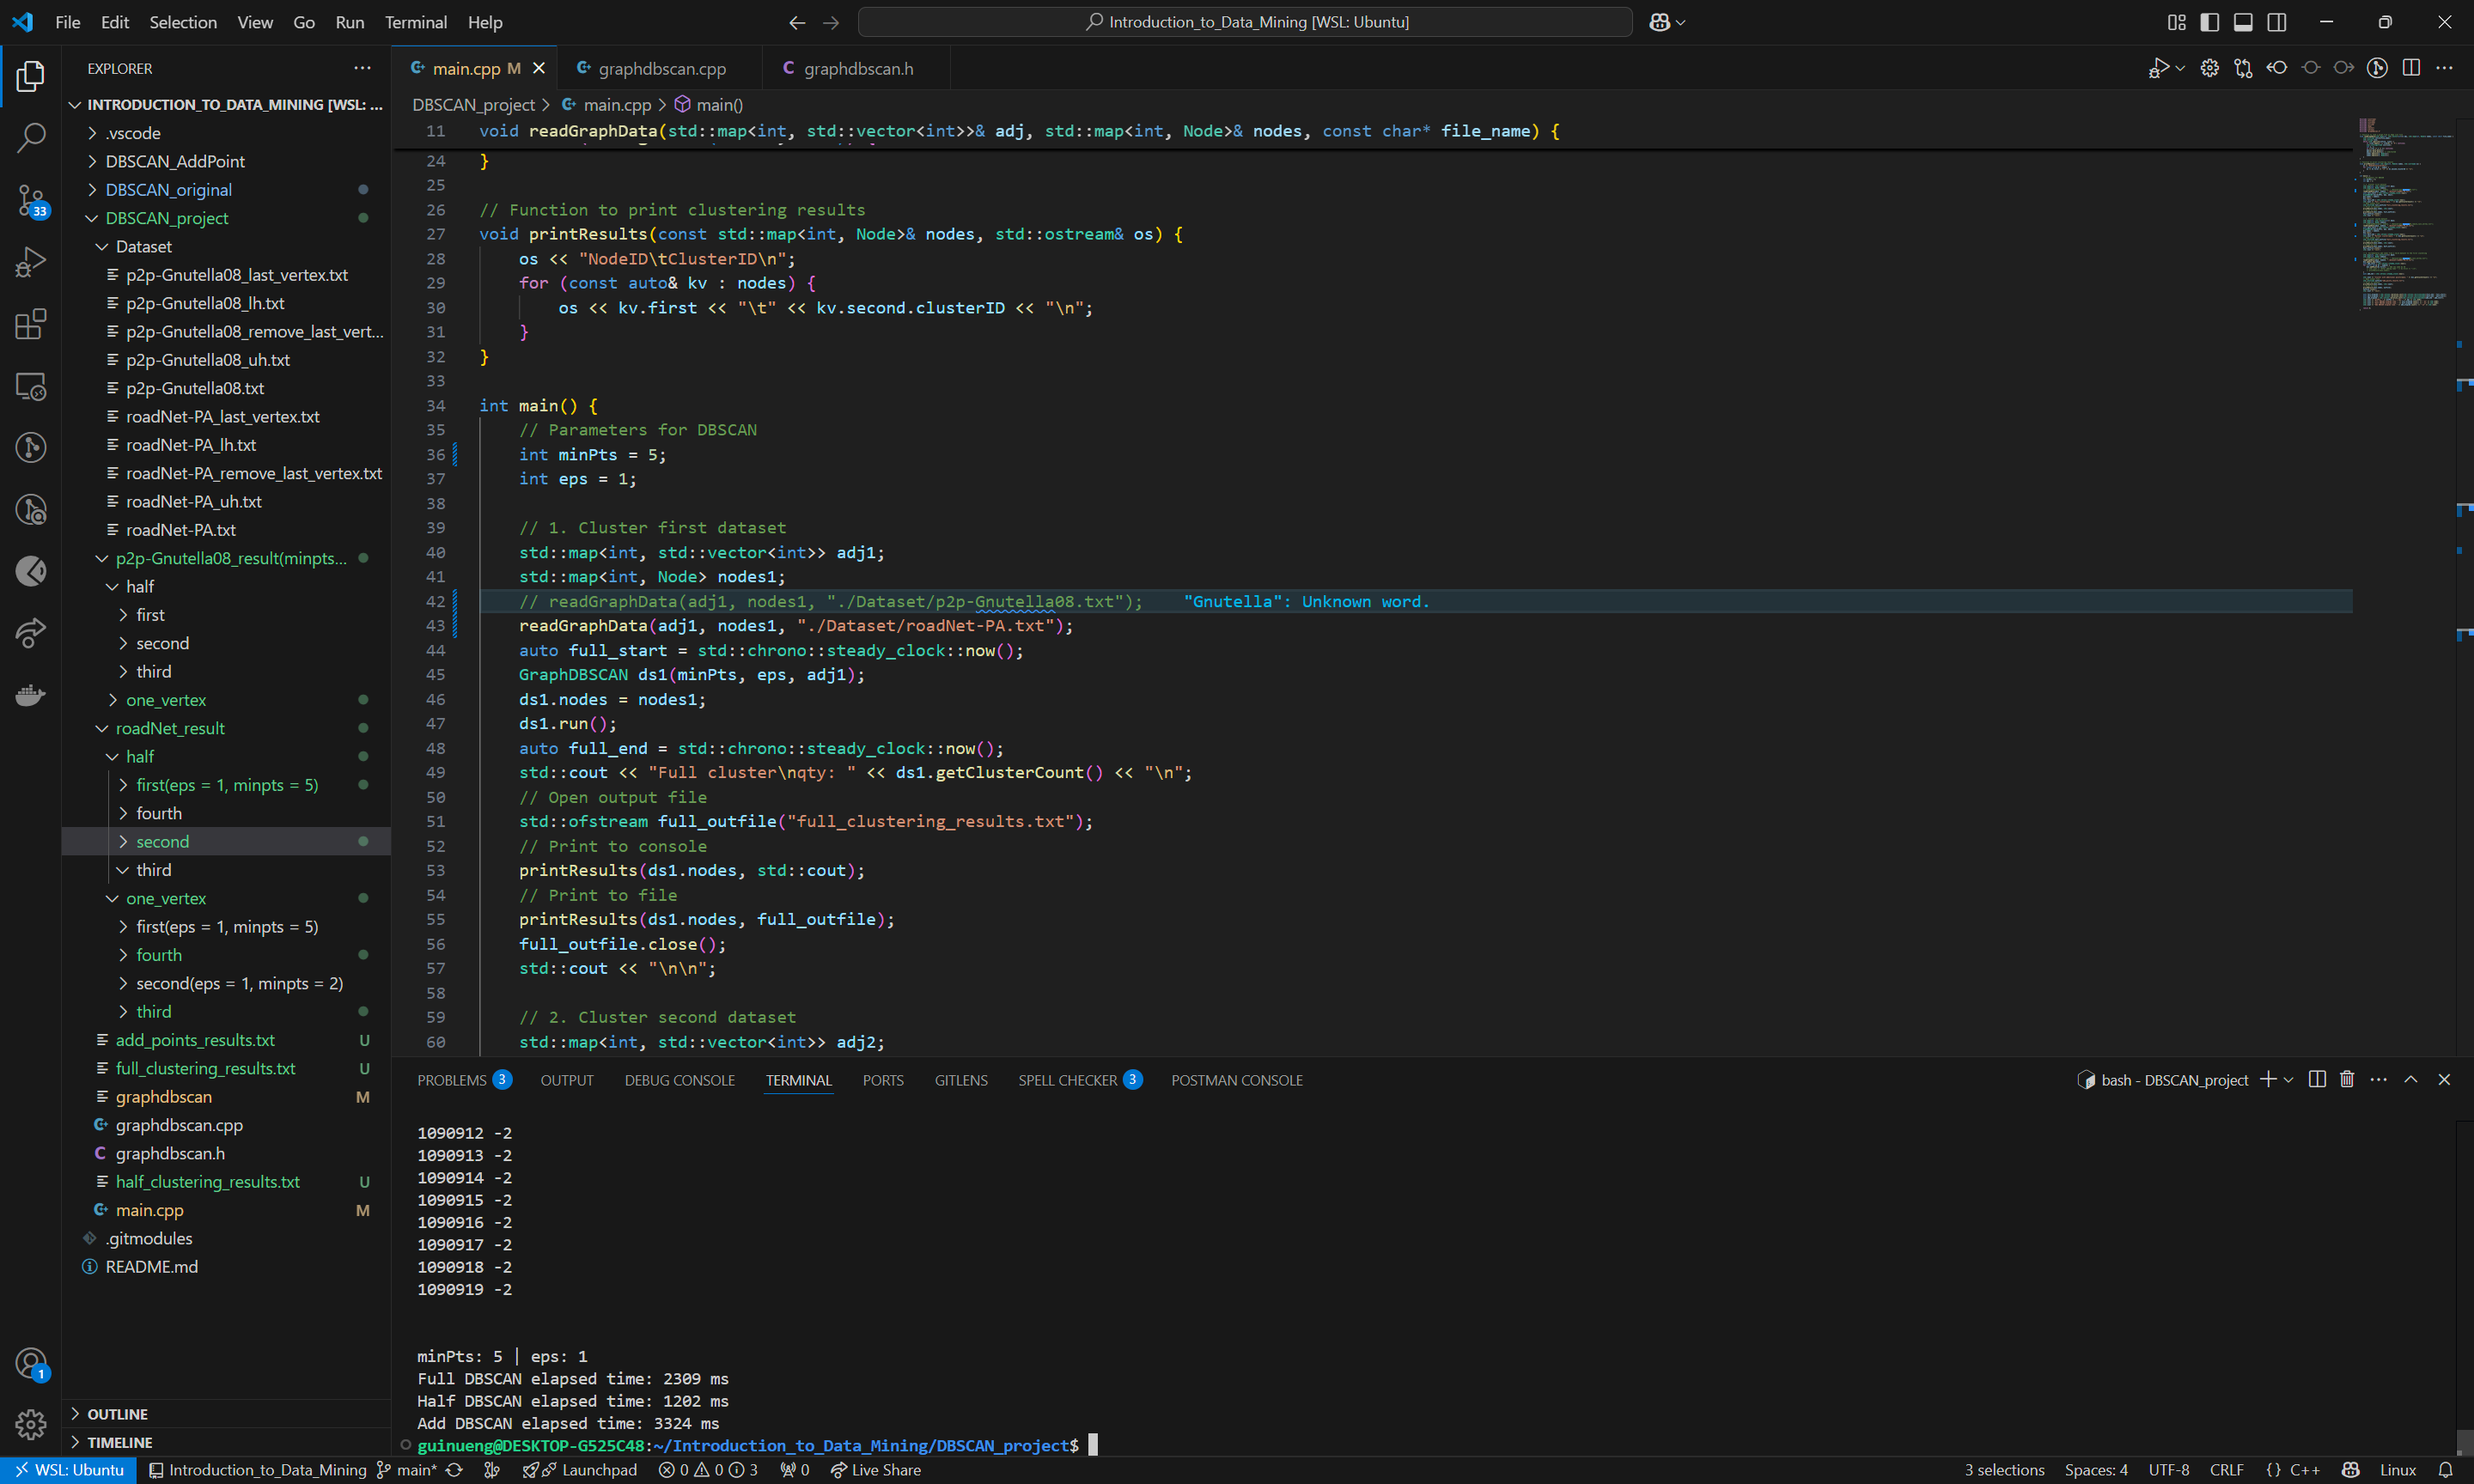 File Edit Selection View Go Run Terminal Help
Introduction_to_Data_Mining [WSL: Ubuntu]
EXPLORER
INTRODUCTION_TO_DATA_MINING [WSL: ...
.vscode
DBSCAN_AddPoint
DBSCAN_original
DBSCAN_project
Dataset
p2p-Gnutella08_last_vertex.txt
p2p-Gnutella08_lh.txt
p2p-Gnutella08_remove_last_vert...
p2p-Gnutella08_uh.txt
p2p-Gnutella08.txt
roadNet-PA_last_vertex.txt
roadNet-PA_lh.txt
roadNet-PA_remove_last_vertex.txt
roadNet-PA_uh.txt
roadNet-PA.txt
p2p-Gnutella08_result(minpts...
half
first
second
third
one_vertex
roadNet_result
half
first(eps = 1, minpts = 5)
fourth
second
third
one_vertex
first(eps = 1, minpts = 5)
fourth
second(eps = 1, minpts = 2)
third
add_points_results.txt U
full_clustering_results.txt U
graphdbscan M
graphdbscan.cpp
graphdbscan.h
half_clustering_results.txt U
main.cpp M
.gitmodules
README.md
OUTLINE
TIMELINE
33
1
main.cpp M graphdbscan.cpp graphdbscan.h
DBSCAN_project > main.cpp > main()
11 void readGraphData(std::map<int, std::vector<int>>& adj, std::map<int, Node>& nodes, const char* file_name) {
24 }
25
26 // Function to print clustering results
27 void printResults(const std::map<int, Node>& nodes, std::ostream& os) {
28 os << "NodeID\tClusterID\n";
29 for (const auto& kv : nodes) {
30 os << kv.first << "\t" << kv.second.clusterID << "\n";
31 }
32 }
33
34 int main() {
35 // Parameters for DBSCAN
36 int minPts = 5;
37 int eps = 1;
38
39 // 1. Cluster first dataset
40 std::map<int, std::vector<int>> adj1;
41 std::map<int, Node> nodes1;
42 // readGraphData(adj1, nodes1, "./Dataset/p2p-Gnutella08.txt"); "Gnutella": Unknown word.
43 readGraphData(adj1, nodes1, "./Dataset/roadNet-PA.txt");
44 auto full_start = std::chrono::steady_clock::now();
45 GraphDBSCAN ds1(minPts, eps, adj1);
46 ds1.nodes = nodes1;
47 ds1.run();
48 auto full_end = std::chrono::steady_clock::now();
49 std::cout << "Full cluster\nqty: " << ds1.getClusterCount() << "\n";
50 // Open output file
51 std::ofstream full_outfile("full_clustering_results.txt");
52 // Print to console
53 printResults(ds1.nodes, std::cout);
54 // Print to file
55 printResults(ds1.nodes, full_outfile);
56 full_outfile.close();
57 std::cout << "\n\n";
58
59 // 2. Cluster second dataset
60 std::map<int, std::vector<int>> adj2;
PROBLEMS 3 OUTPUT DEBUG CONSOLE TERMINAL PORTS GITLENS SPELL CHECKER 3 POSTMAN CONSOLE
bash - DBSCAN_project
1090912 -2
1090913 -2
1090914 -2
1090915 -2
1090916 -2
1090917 -2
1090918 -2
1090919 -2
minPts: 5 | eps: 1
Full DBSCAN elapsed time: 2309 ms
Half DBSCAN elapsed time: 1202 ms
Add DBSCAN elapsed time: 3324 ms
guinueng@DESKTOP-G525C48:~/Introduction_to_Data_Mining/DBSCAN_project$
WSL: Ubuntu Introduction_to_Data_Mining main* Launchpad 0 0 3 0 Live Share
3 selections Spaces: 4 UTF-8 CRLF {} C++ Linux